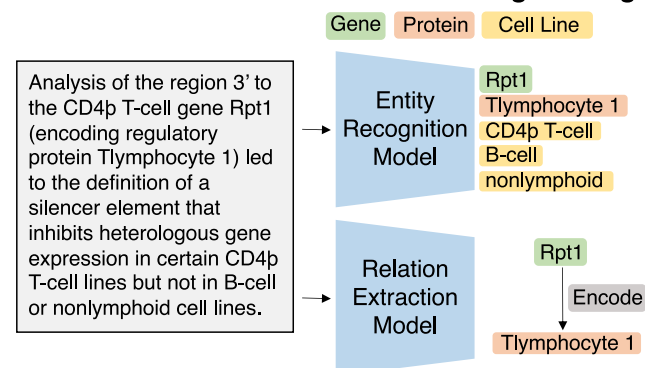 Gene Protein Cell Line
Analysis of the region 3’ to
the CD4þ T-cell gene Rpt1
(encoding regulatory
protein Tlymphocyte 1) led
to the definition of a
silencer element that
inhibits heterologous gene
expression in certain CD4þ
T-cell lines but not in B-cell
or nonlymphoid cell lines.
Entity
Recognition
Model
Rpt1
Tlymphocyte 1
CD4þ T-cell
B-cell
nonlymphoid
Relation
Extraction
Model
Rpt1
Encode
Tlymphocyte 1